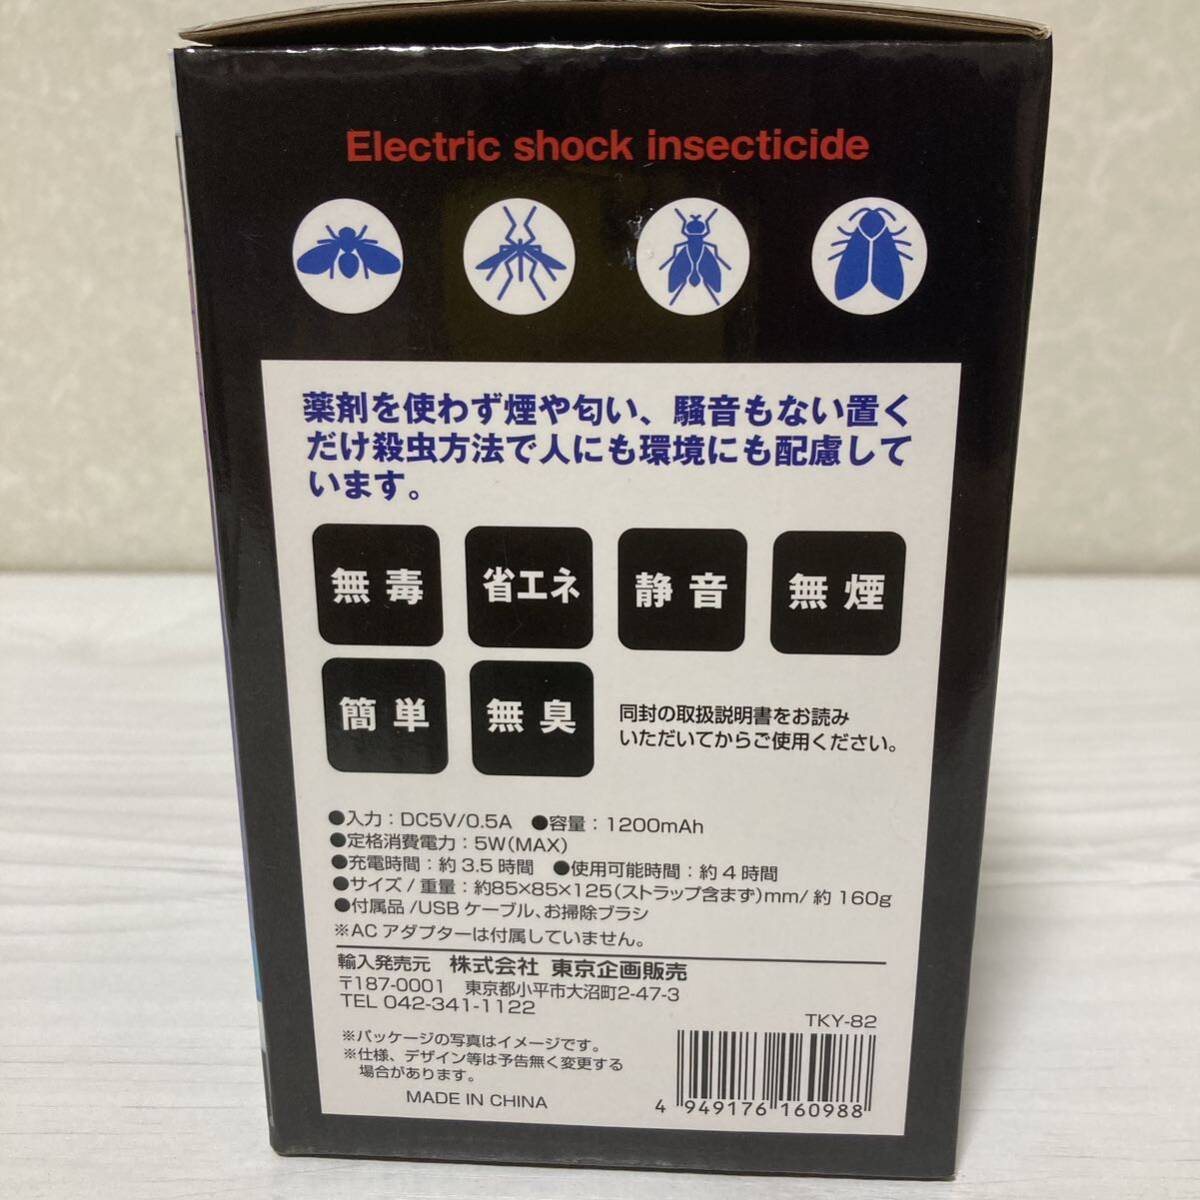 Electric shock insecticide
薬剤を使わず煙や匂い、騒音もない置く
だけ殺虫方法で人にも環境にも配慮して
います。
無毒
省エネ
静音
無煙
簡単
無臭
同封の取扱説明書をお読み
いただいてからご使用ください。
●入力：DC5V/0.5A ●容量：1200mAh
●定格消費電力：5W(MAX)
●充電時間：約3.5時間 ●使用可能時間：約4時間
●サイズ/重量：約85×85×125(ストラップ含まず)mm/約160g
●付属品/USBケーブル、お掃除ブラシ
※ACアダプターは付属していません。
輸入発売元 株式会社 東京企画販売
〒187-0001 東京都小平市大沼町2-47-3
TEL 042-341-1122
TKY-82
※パッケージの写真はイメージです。
※仕様、デザイン等は予告無く変更する
場合があります。
MADE IN CHINA
4 949176 160988